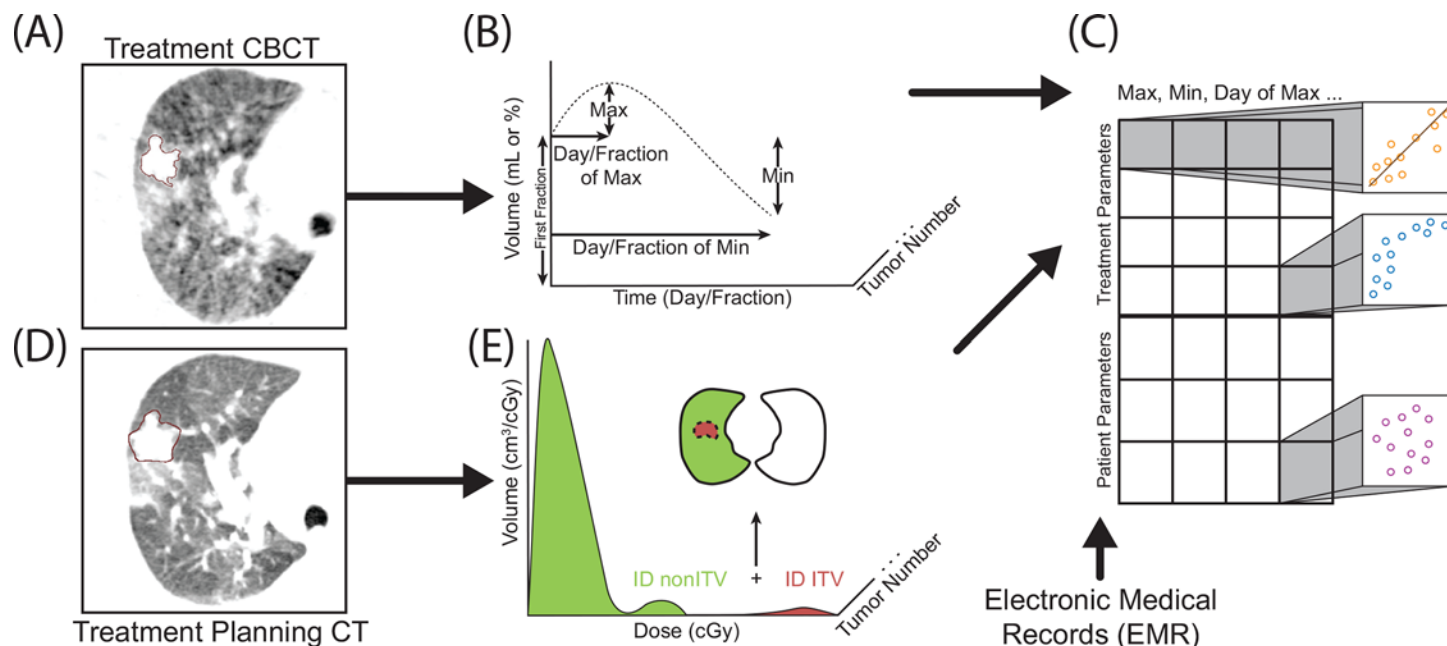 (A)
Treatment CBCT
(B)
Volume (mL or %)
First Fraction
Max
Day/Fraction
of Max
Min
Day/Fraction of Min
Time (Day/Fraction)
Tumor Number
(C)
Max, Min, Day of Max ...
Treatment Parameters
Patient Parameters
(D)
Treatment Planning CT
(E)
Volume (cm³/cGy)
ID nonITV + ID ITV
Dose (cGy)
Tumor Number
Electronic Medical
Records (EMR)